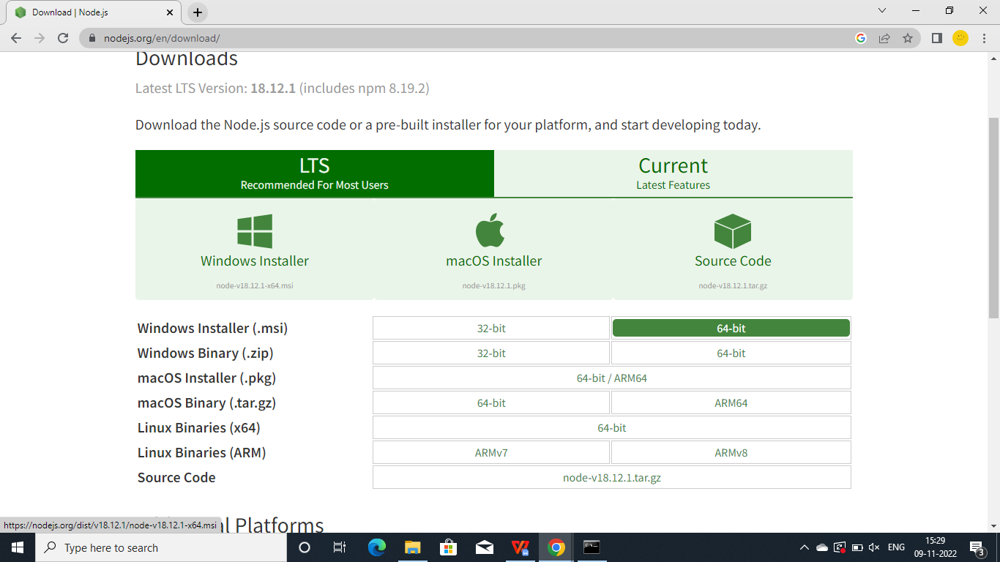 Download | Node.js
nodejs.org/en/download/
Downloads
Latest LTS Version: 18.12.1 (includes npm 8.19.2)
Download the Node.js source code or a pre-built installer for your platform, and start developing today.
LTS
Recommended For Most Users
Current
Latest Features
Windows Installer
node-v18.12.1-x64.msi
macOS Installer
node-v18.12.1.pkg
Source Code
node-v18.12.1.tar.gz
Windows Installer (.msi) 32-bit 64-bit
Windows Binary (.zip) 32-bit 64-bit
macOS Installer (.pkg) 64-bit / ARM64
macOS Binary (.tar.gz) 64-bit ARM64
Linux Binaries (x64) 64-bit
Linux Binaries (ARM) ARMv7 ARMv8
Source Code node-v18.12.1.tar.gz
Platforms
https://nodejs.org/dist/v18.12.1/node-v18.12.1-x64.msi
Type here to search
ENG
15:29
09-11-2022
3